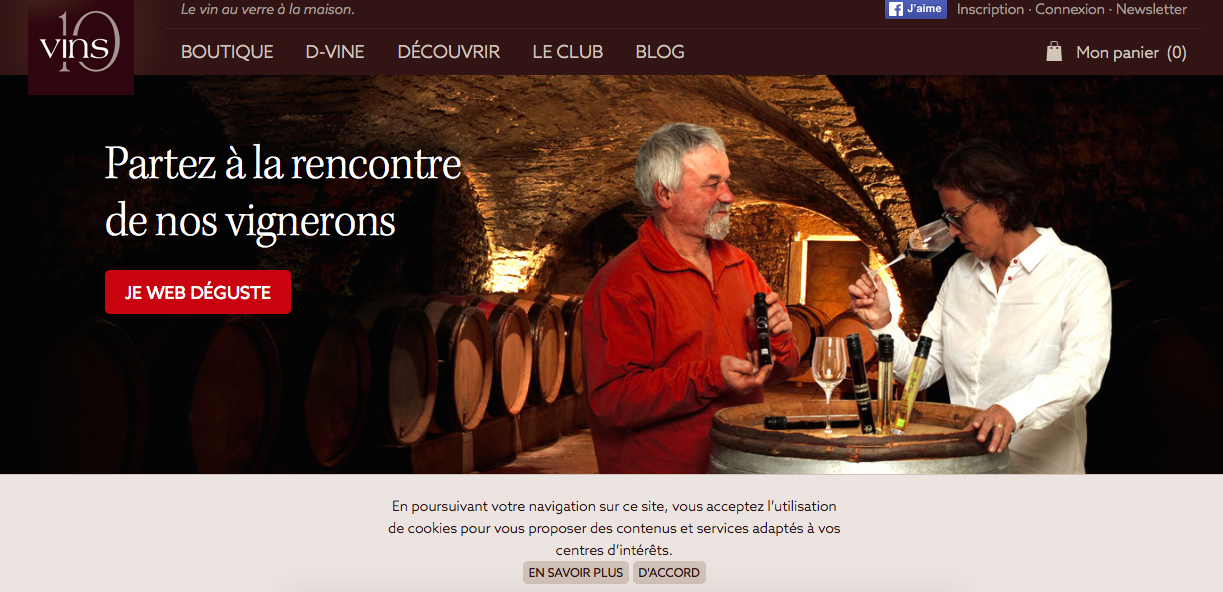 Le vin au verre à la maison.
J'aime
Inscription · Connexion · Newsletter
10
vins
BOUTIQUE D-VINE DÉCOUVRIR LE CLUB BLOG
Mon panier (0)
Partez à la rencontre
de nos vignerons
JE WEB DÉGUSTE
En poursuivant votre navigation sur ce site, vous acceptez l'utilisation
de cookies pour vous proposer des contenus et services adaptés à vos
centres d'intérêts.
EN SAVOIR PLUS D'ACCORD